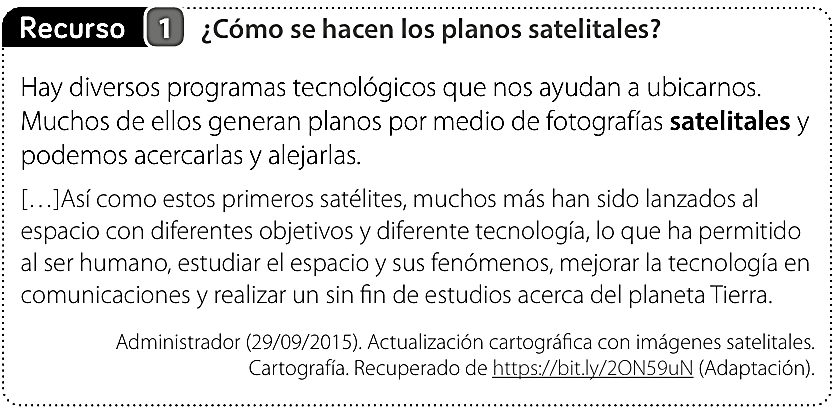 Recurso 1 ¿Cómo se hacen los planos satelitales?
Hay diversos programas tecnológicos que nos ayudan a ubicarnos.
Muchos de ellos generan planos por medio de fotografías satelitales y
podemos acercarlas y alejarlas.
[…]Así como estos primeros satélites, muchos más han sido lanzados al
espacio con diferentes objetivos y diferente tecnología, lo que ha permitido
al ser humano, estudiar el espacio y sus fenómenos, mejorar la tecnología en
comunicaciones y realizar un sin fin de estudios acerca del planeta Tierra.
Administrador (29/09/2015). Actualización cartográfica con imágenes satelitales.
Cartografía. Recuperado de https://bit.ly/2ON59uN (Adaptación).